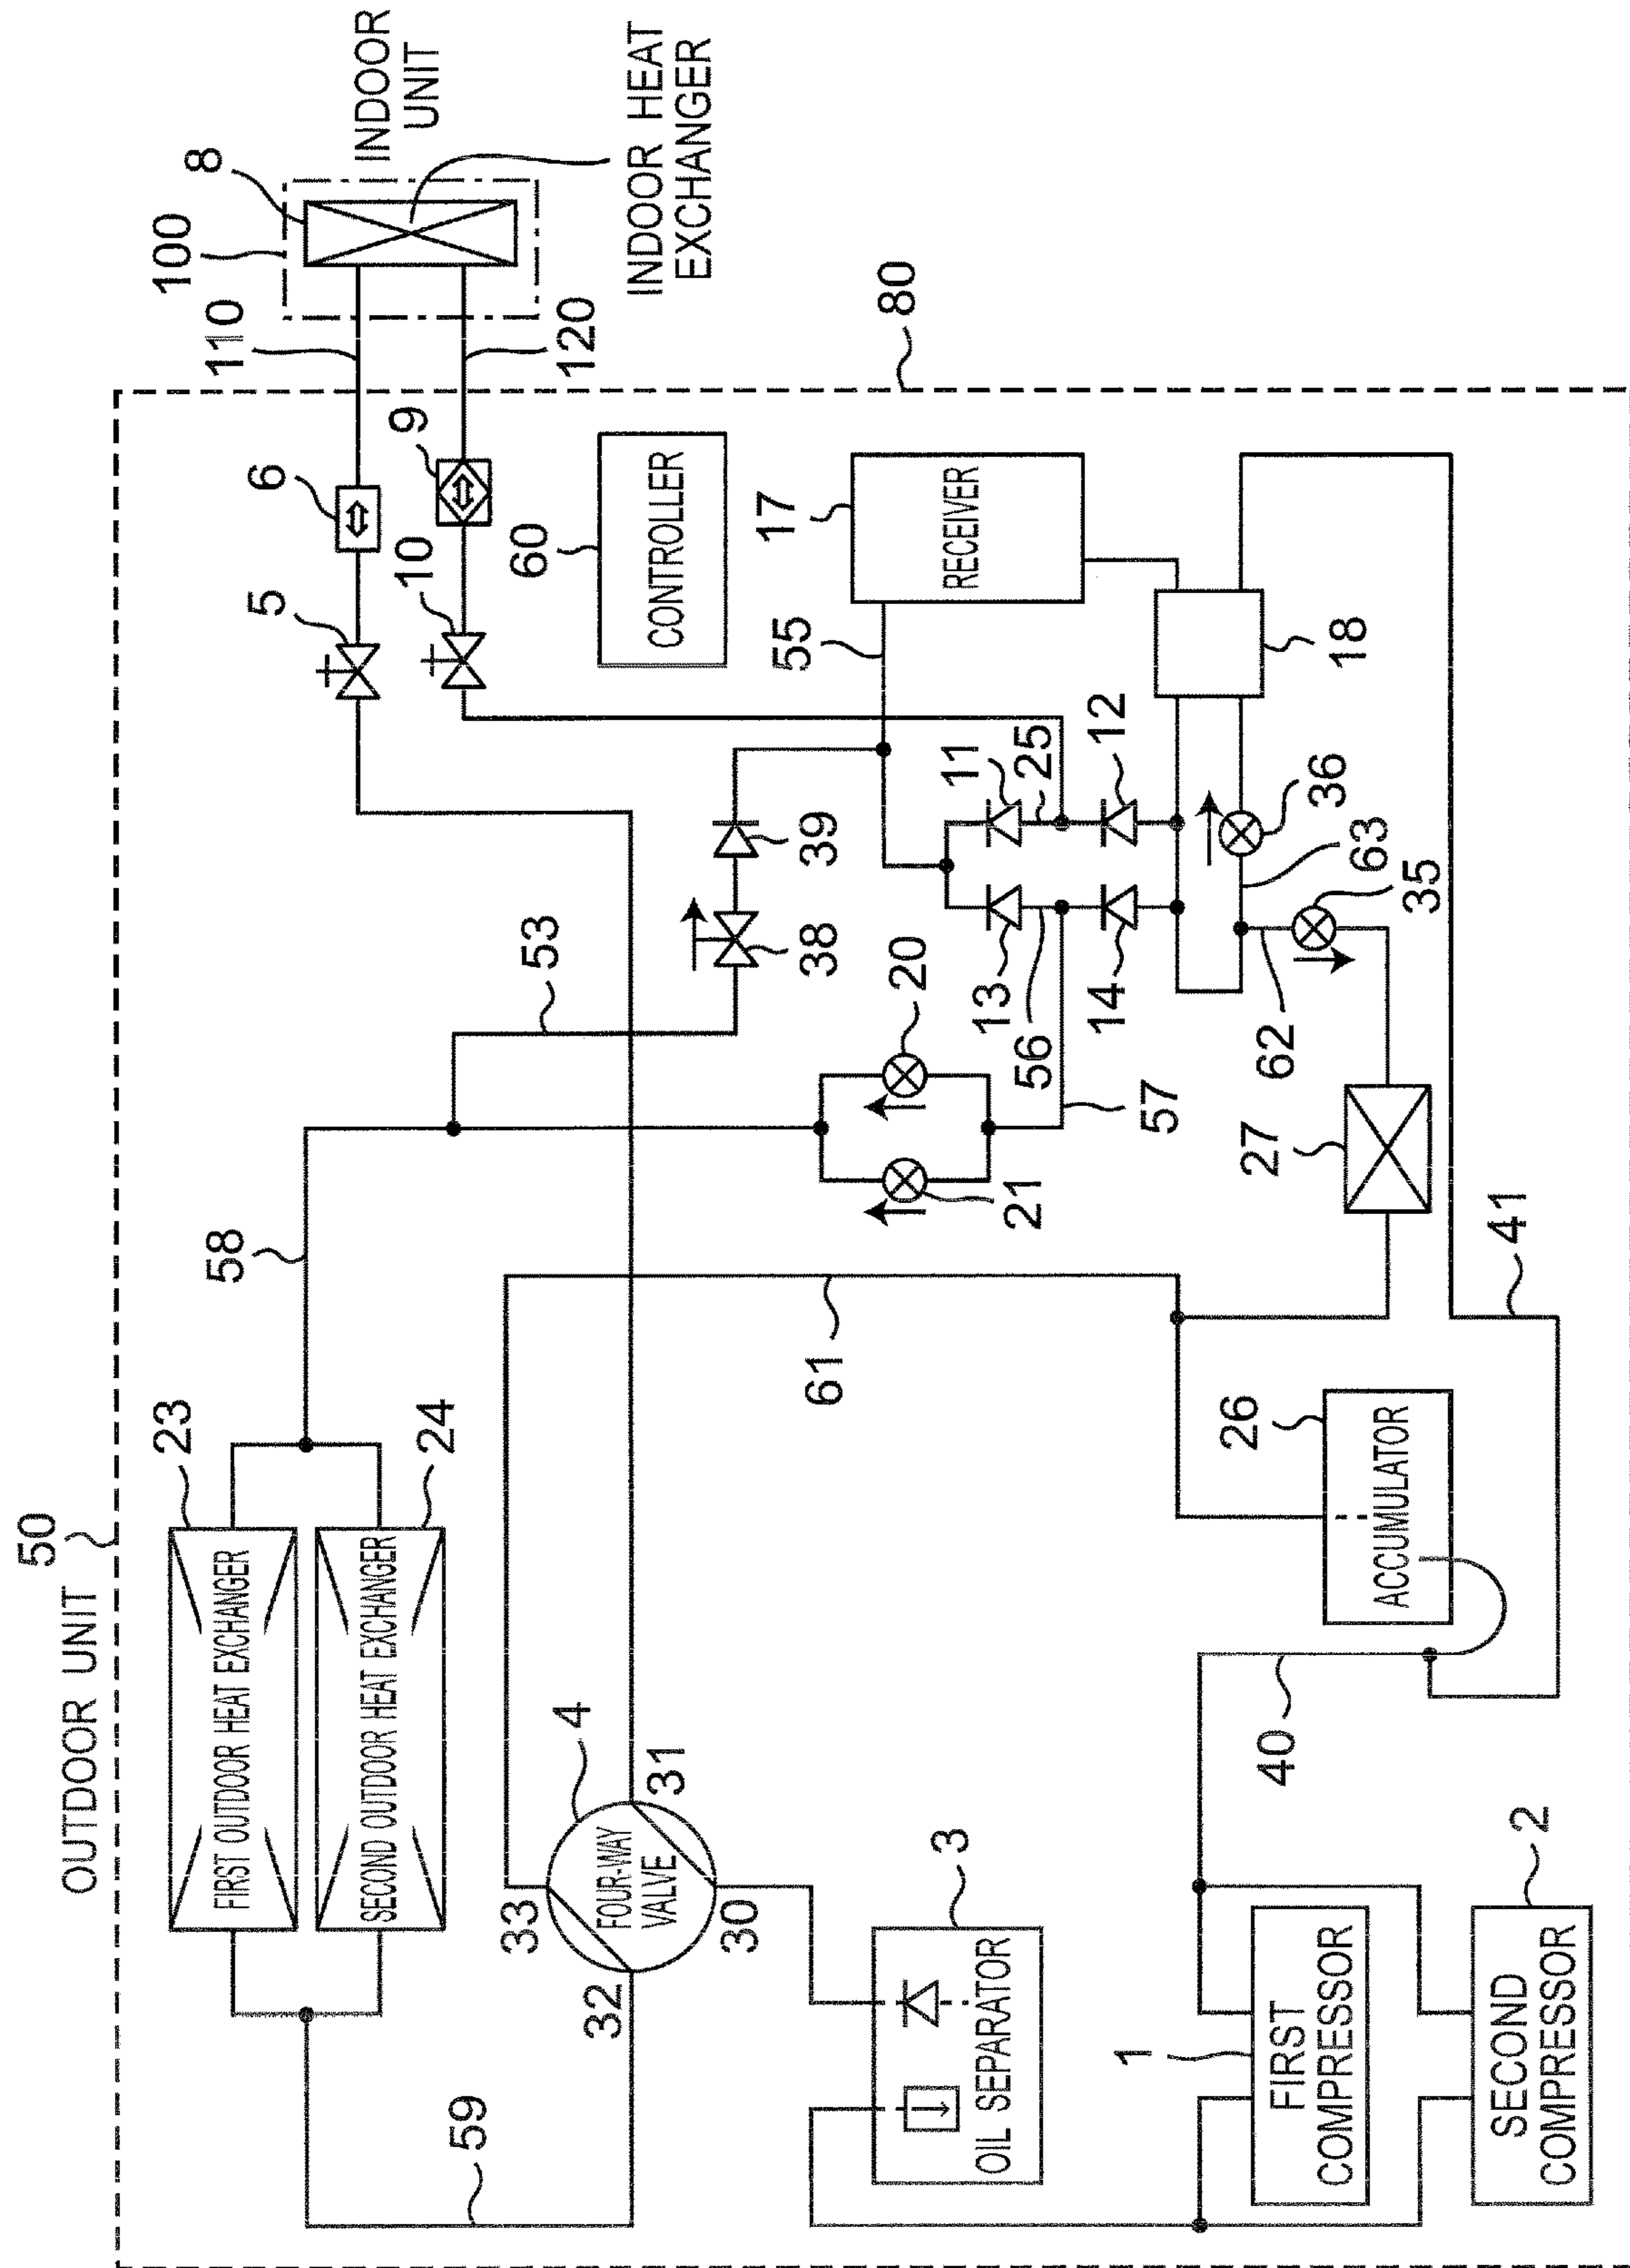 OUTDOOR UNIT
50
23
FIRST OUTDOOR HEAT EXCHANGER
24
SECOND OUTDOOR HEAT EXCHANGER
58
59
53
61
4
FOUR-WAY
VALVE
30
31
32
33
3
OIL SEPARATOR
1
FIRST
COMPRESSOR
2
SECOND
COMPRESSOR
40
41
26
ACCUMULATOR
27
5
6
10
9
110
120
100
8
INDOOR
UNIT
INDOOR HEAT
EXCHANGER
80
60
CONTROLLER
17
RECEIVER
55
39
38
20
21
57
13
56
14
11
25
12
18
36
63
35
62